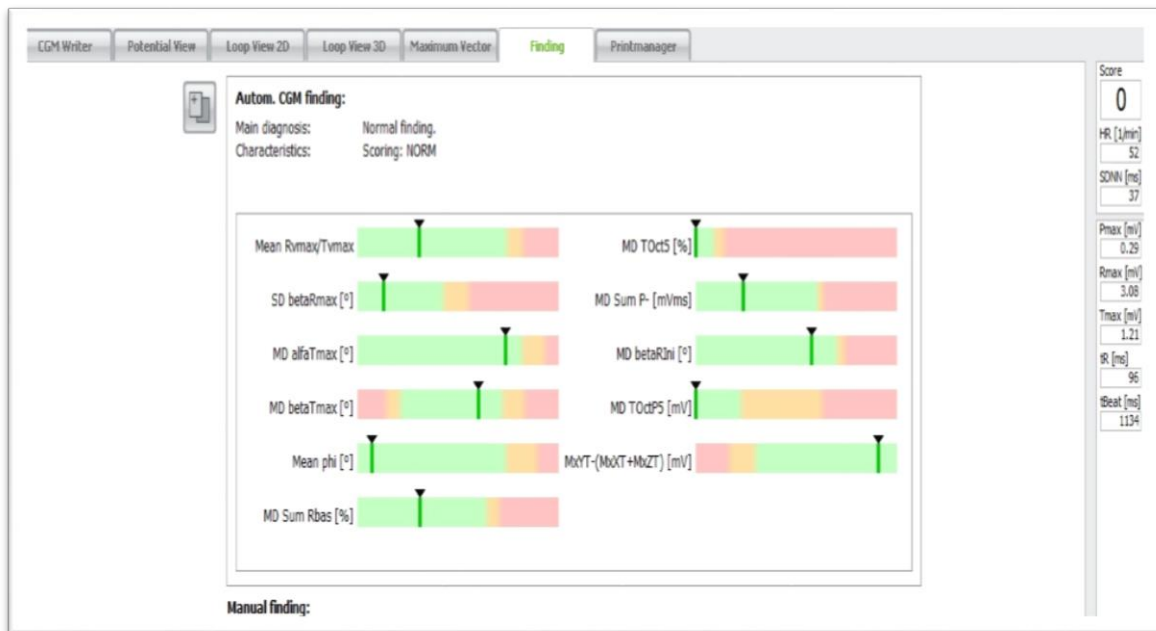 CGM Writer
Potential View
Loop View 2D
Loop View 3D
Maximum Vector
Finding
Printmanager
Autom. CGM finding:
Main diagnosis: Normal finding.
Characteristics: Scoring: NORM
Mean Rvmax/Tvmax
SD betaRmax [º]
MD alfaTmax [º]
MD betaTmax [º]
Mean phi [º]
MD Sum Rbas [%]
MD TOct5 [%]
MD Sum P- [mVms]
MD betaRIni [º]
MD TOctP5 [mV]
MxYT-(MxXT+MxZT) [mV]
Manual finding:
Score
0
HR [1/min]
52
SDNN [ms]
37
Pmax [mV]
0.29
Rmax [mV]
3.08
Tmax [mV]
1.21
tR [ms]
96
tBeat [ms]
1134